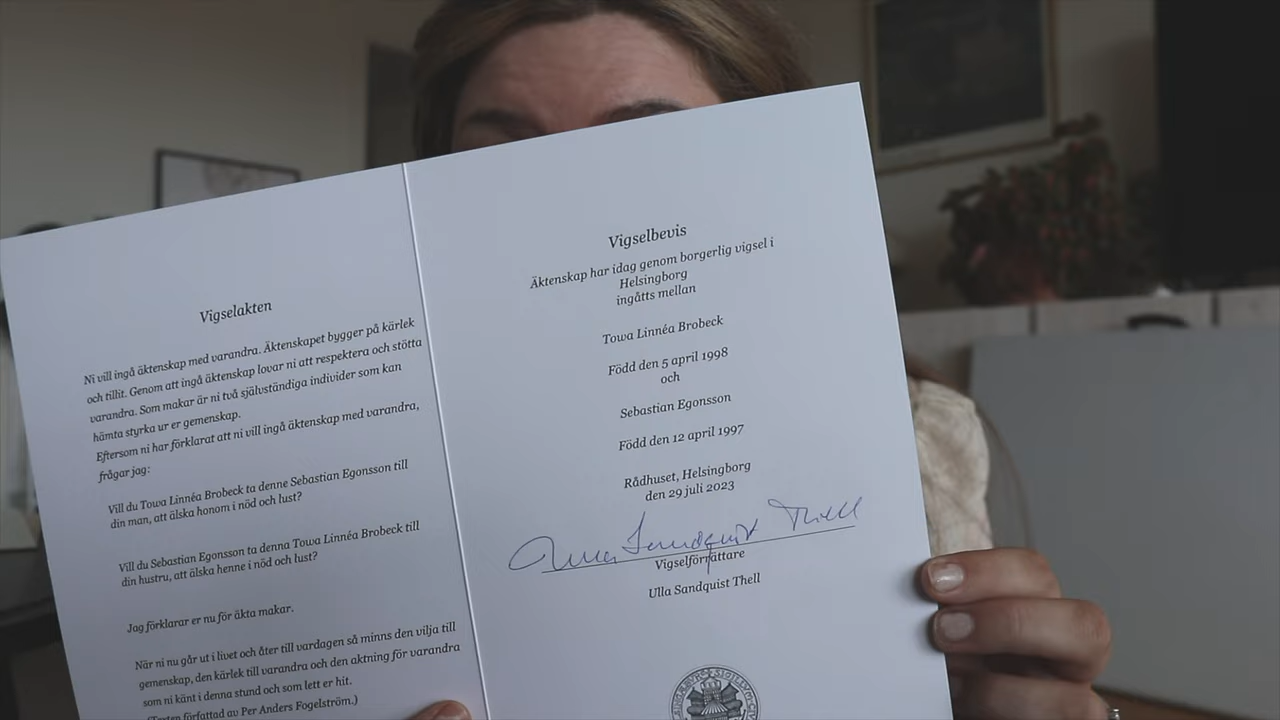 Vigselakten
Ni vill ingå äktenskap med varandra. Äktenskapet bygger på kärlek
och tillit. Genom att ingå äktenskap lovar ni att respektera och stötta
varandra. Som makar är ni två självständiga individer som kan
hämta styrka ur er gemenskap.
Eftersom ni har förklarat att ni vill ingå äktenskap med varandra,
frågar jag:
Vill du Towa Linnéa Brobeck ta denne Sebastian Egonsson till
din man, att älska honom i nöd och lust?
Vill du Sebastian Egonsson ta denna Towa Linnéa Brobeck till
din hustru, att älska henne i nöd och lust?
Jag förklarar er nu för äkta makar.
När ni nu går ut i livet och åter till vardagen så minns den vilja till
gemenskap, den kärlek till varandra och den aktning för varandra
som ni känt i denna stund och som lett er hit.
(Texten författad av Per Anders Fogelström.)
Vigselbevis
Äktenskap har idag genom borgerlig vigsel i
Helsingborg
ingåtts mellan
Towa Linnéa Brobeck
Född den 5 april 1998
och
Sebastian Egonsson
Född den 12 april 1997
Rådhuset, Helsingborg
den 29 juli 2023
Ulla Sandquist Thell
Vigselförrättare
Ulla Sandquist Thell